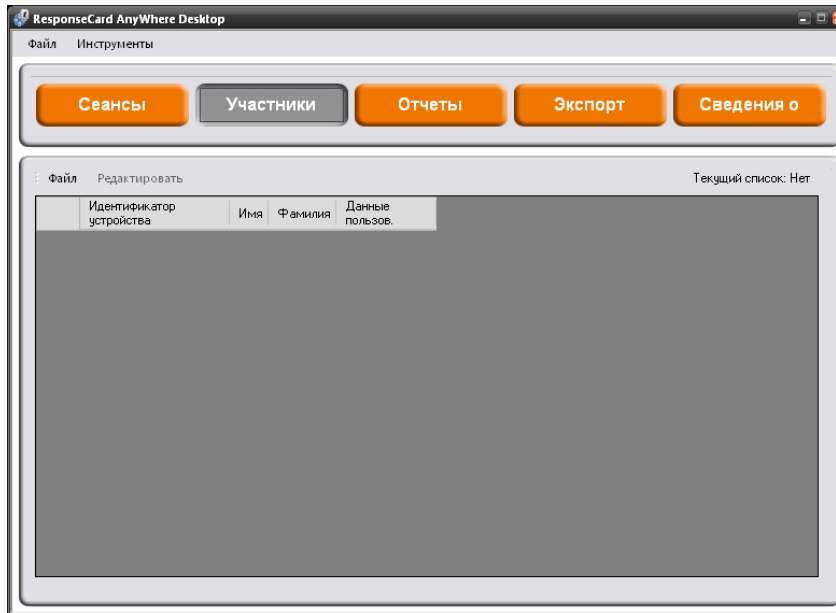 ResponseCard AnyWhere Desktop
Файл Инструменты
Сеансы Участники Отчеты Экспорт Сведения о
Файл Редактировать Текущий список: Нет
Идентификатор устройства Имя Фамилия Данные пользов.